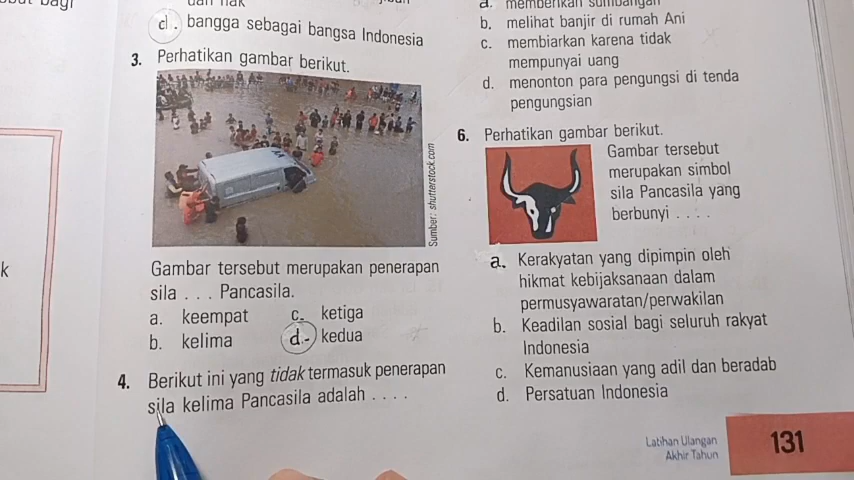 d. bangga sebagai bangsa Indonesia
3. Perhatikan gambar berikut.
Sumber: shutterstock.com
Gambar tersebut merupakan penerapan
sila . . . Pancasila.
a. keempat
c. ketiga
b. kelima
d. kedua
4. Berikut ini yang tidak termasuk penerapan
sila kelima Pancasila adalah . . . .
a. memberikan sumbangan
b. melihat banjir di rumah Ani
c. membiarkan karena tidak
mempunyai uang
d. menonton para pengungsi di tenda
pengungsian
6. Perhatikan gambar berikut.
Gambar tersebut
merupakan simbol
sila Pancasila yang
berbunyi . . . .
a. Kerakyatan yang dipimpin oleh
hikmat kebijaksanaan dalam
permusyawaratan/perwakilan
b. Keadilan sosial bagi seluruh rakyat
Indonesia
c. Kemanusiaan yang adil dan beradab
d. Persatuan Indonesia
Latihan Ulangan
Akhir Tahun
131